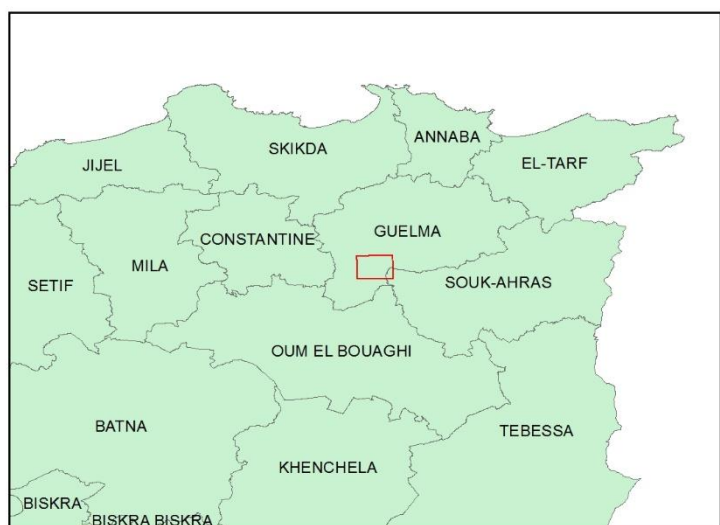 ANNABA
SKIKDA
EL-TARF
JIJEL
GUELMA
CONSTANTINE
MILA
SETIF
SOUK-AHRAS
OUM EL BOUAGHI
BATNA
TEBESSA
KHENCHELA
BISKRA
BISKRA BISKRA